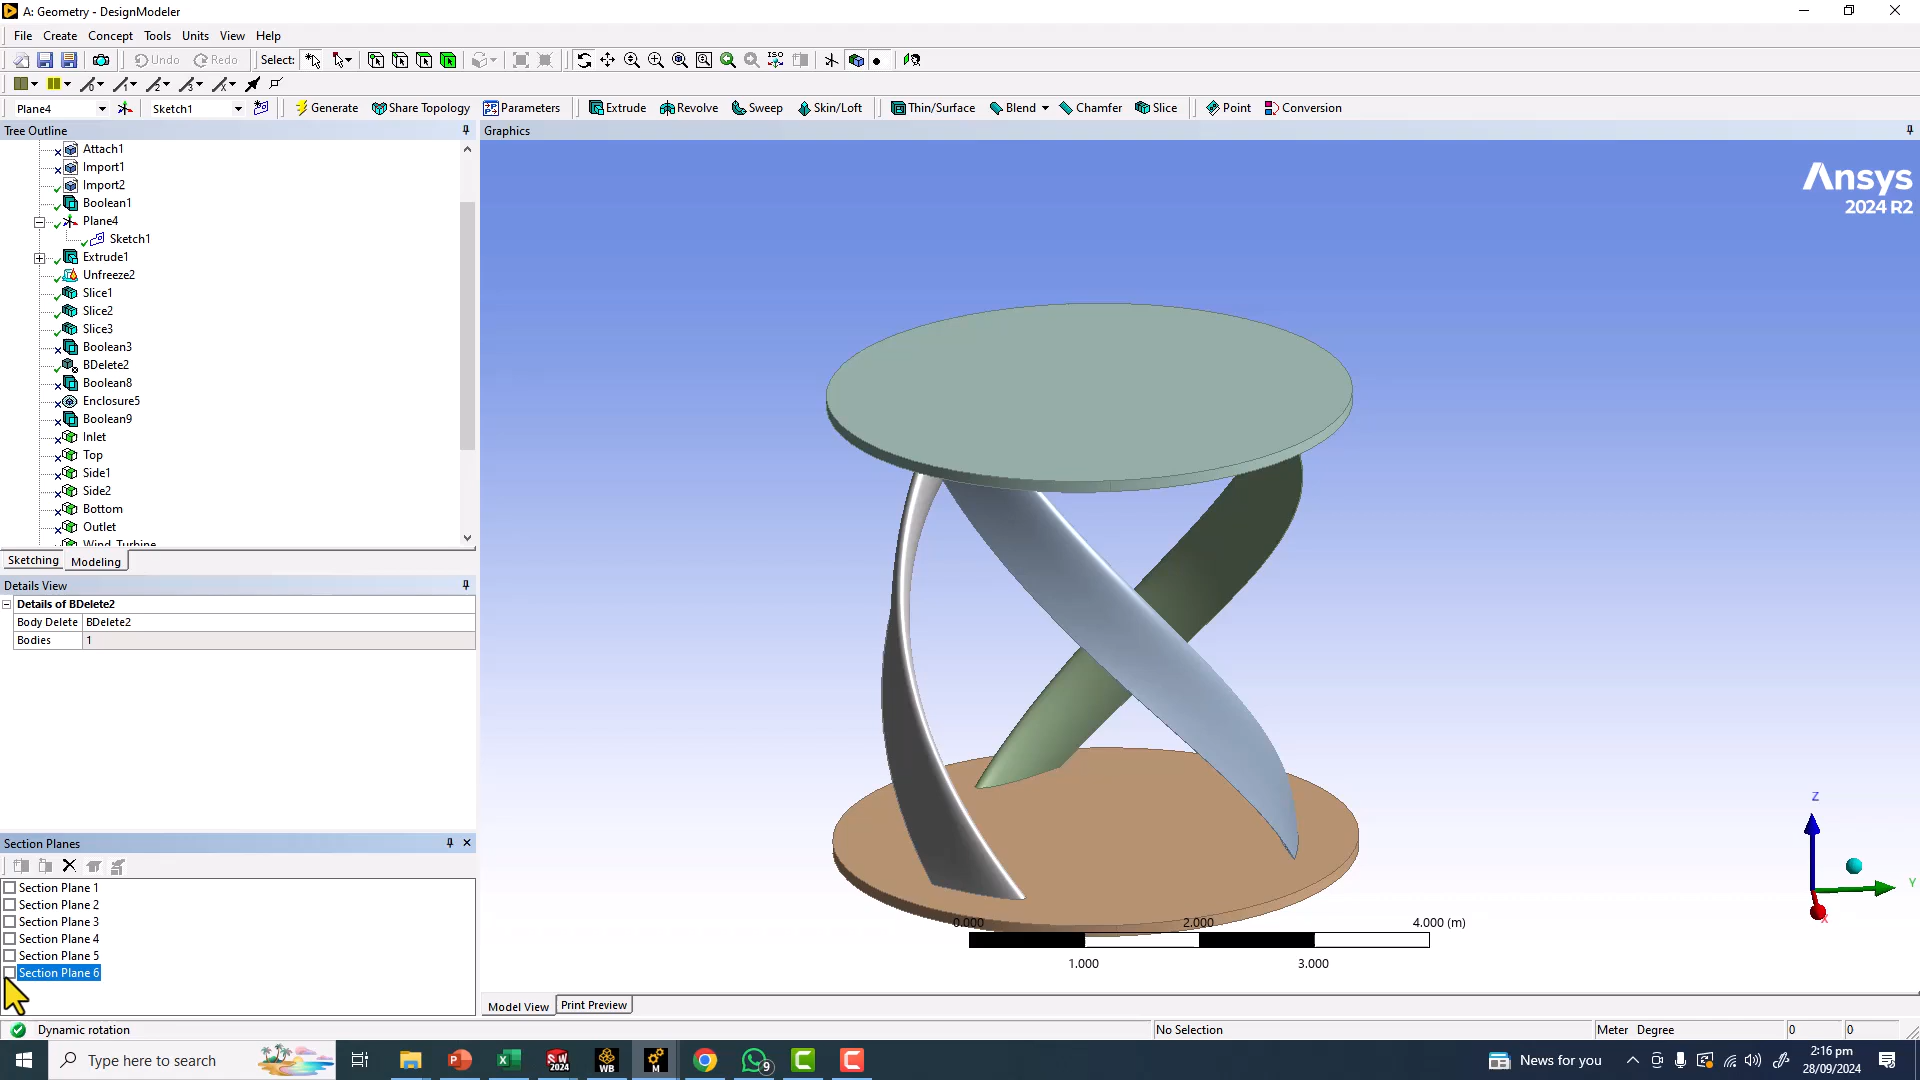 A: Geometry - DesignModeler
File Create Concept Tools Units View Help
Undo Redo Select:
Plane4 Sketch1 Generate Share Topology Parameters Extrude Revolve Sweep Skin/Loft Thin/Surface Blend Chamfer Slice Point Conversion
Tree Outline
Graphics
Attach1
Import1
Import2
Boolean1
Plane4
Sketch1
Extrude1
Unfreeze2
Slice1
Slice2
Slice3
Boolean3
BDelete2
Boolean8
Enclosure5
Boolean9
Inlet
Top
Side1
Side2
Bottom
Outlet
Wind_Turbine
Sketching Modeling
Details View
Details of BDelete2
Body Delete BDelete2
Bodies 1
Section Planes
Section Plane 1
Section Plane 2
Section Plane 3
Section Plane 4
Section Plane 5
Section Plane 6
Ansys
2024 R2
Z
Y
X
0.000 2.000 4.000 (m)
1.000 3.000
Model View Print Preview
Dynamic rotation No Selection Meter Degree 0 0
Type here to search
SW
2024
WB
M
9
News for you
2:16 pm
28/09/2024